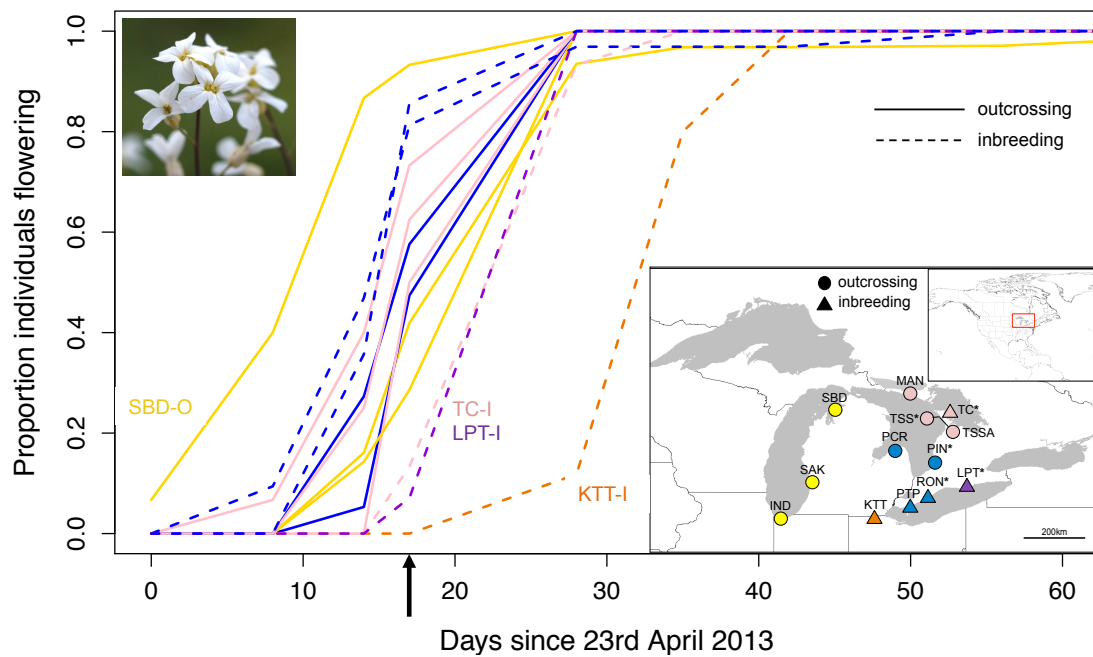 Proportion individuals flowering
1.0
0.8
0.6
0.4
0.2
0.0
outcrossing
inbreeding
SBD-O
TC-I
LPT-I
KTT-I
outcrossing
inbreeding
MAN
SBD
TSS*
TC*
TSSA
PCR
PIN*
SAK
LPT*
RON*
IND
KTT
PTP
200km
0
10
20
30
40
50
60
Days since 23rd April 2013